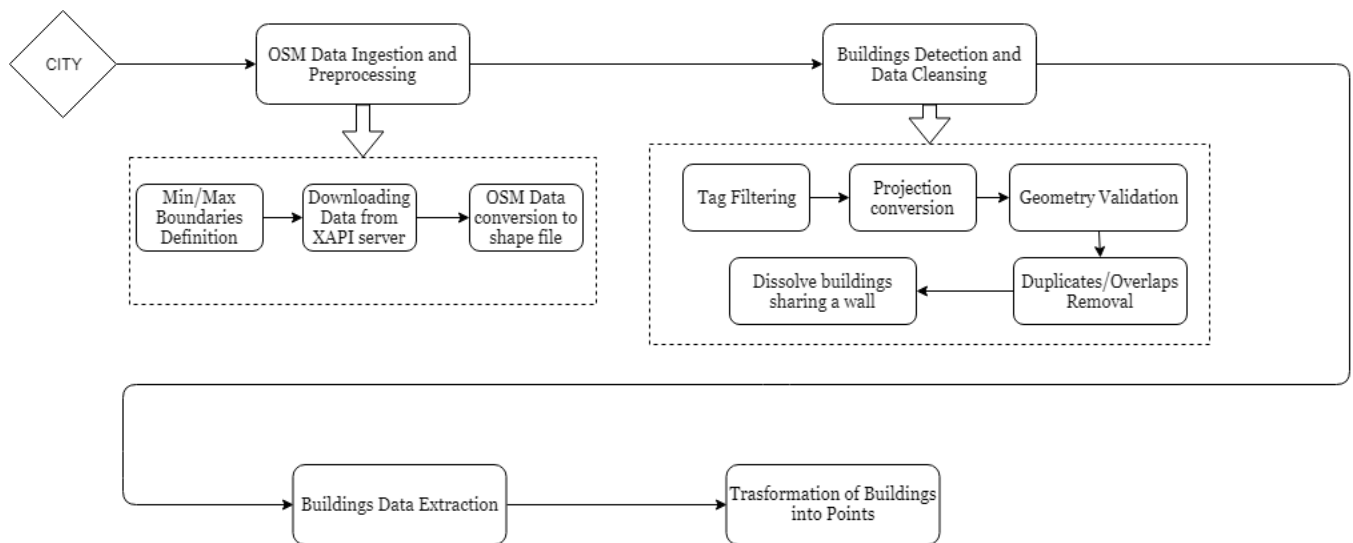 CITY
OSM Data Ingestion and
Preprocessing
Buildings Detection and
Data Cleansing
Min/Max
Boundaries
Definition
Downloading
Data from
XAPI server
OSM Data
conversion to
shape file
Tag Filtering
Projection
conversion
Geometry Validation
Dissolve buildings
sharing a wall
Duplicates/Overlaps
Removal
Buildings Data Extraction
Trasformation of Buildings
into Points